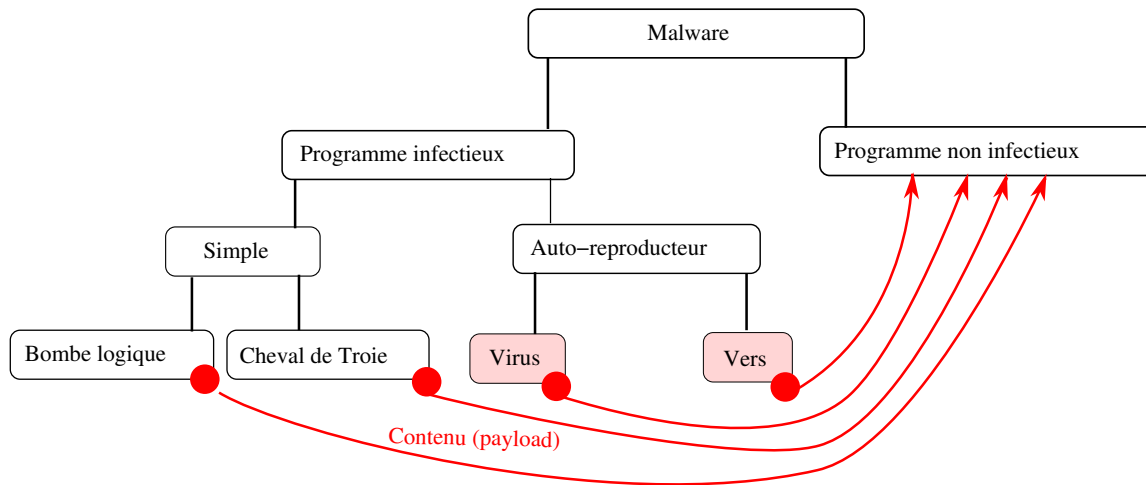 Malware
Programme infectieux
Programme non infectieux
Simple
Auto−reproducteur
Bombe logique
Cheval de Troie
Virus
Vers
Contenu (payload)